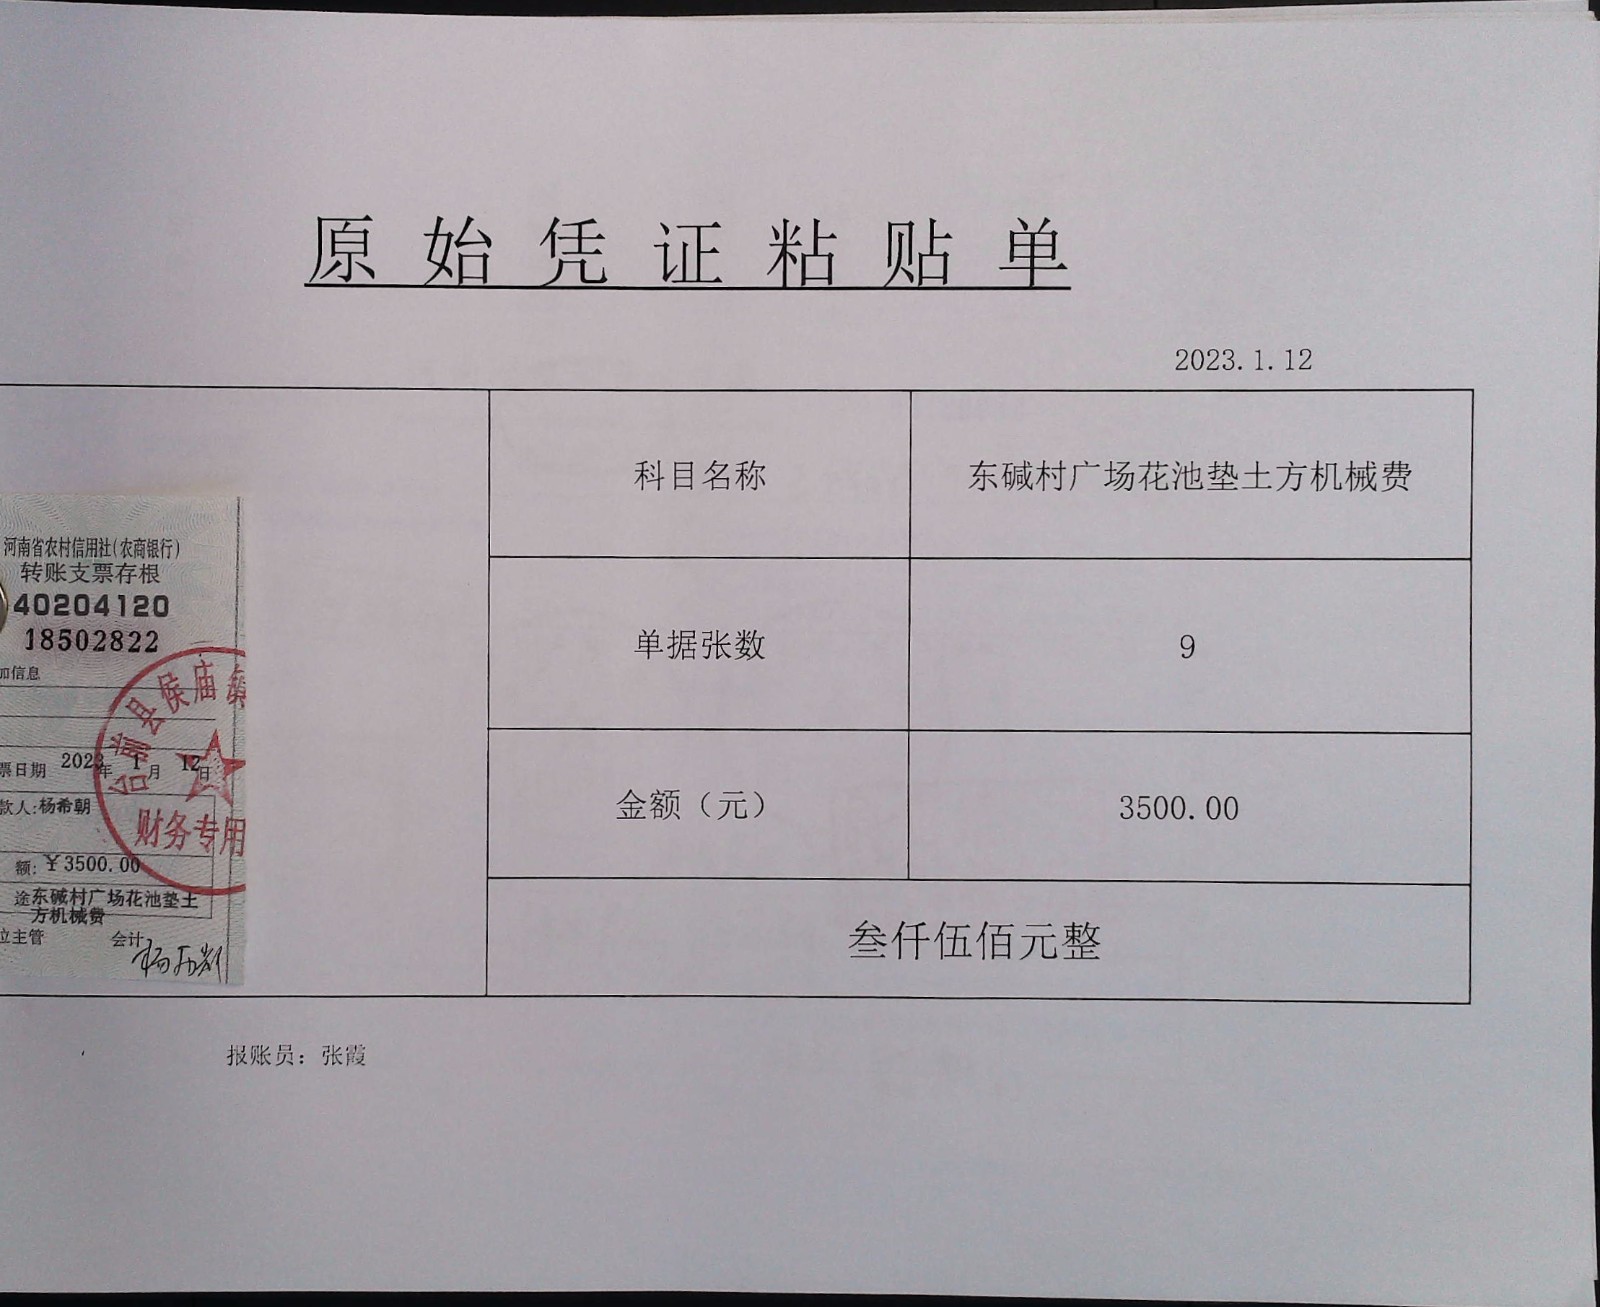 原始凭证粘贴单
2023.1.12
科目名称 东碱村广场花池垫土方机械费
单据张数 9
金额（元） 3500.00
叁仟伍佰元整
河南省农村信用社(农商银行)
转账支票存根
40204120
18502822
加信息
票日期 2023年 1月 12日
款人:杨希朝
额:￥3500.00
途东碱村广场花池垫土
方机械费
位主管 会计
台前县侯庙镇
财务专用
报账员：张霞